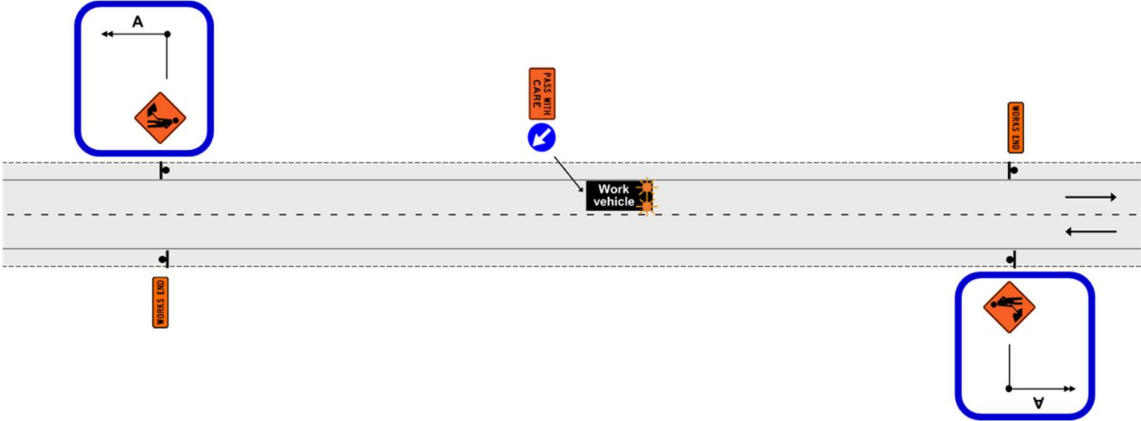 A
PASS WITH
CARE
WORKS END
Work
vehicle
WORKS END
A